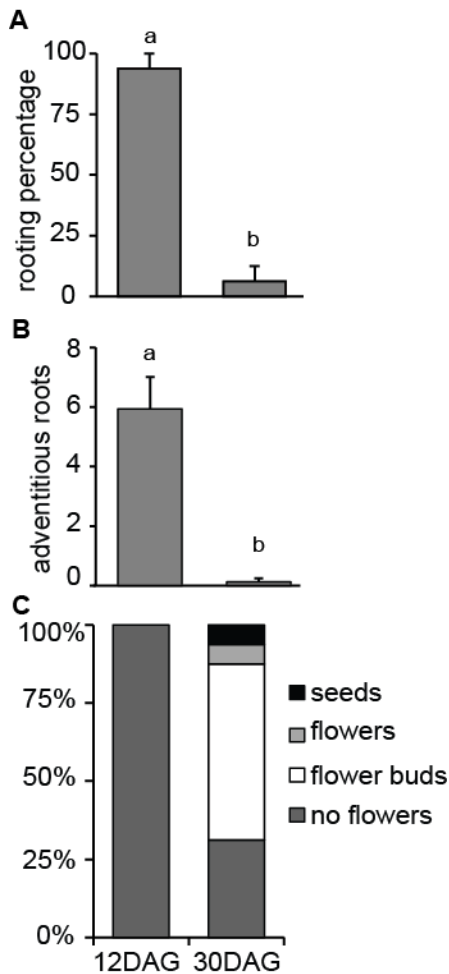 A
rooting percentage
100
75
50
25
0
a
b
B
adventitious roots
8
6
4
2
0
a
b
C
100%
75%
50%
25%
0%
12DAG 30DAG
seeds
flowers
flower buds
no flowers